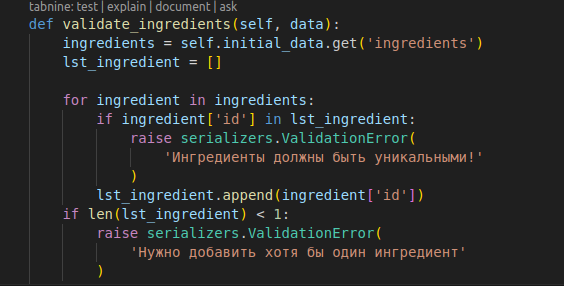 tabnine: test | explain | document | ask
def validate_ingredients(self, data):
    ingredients = self.initial_data.get('ingredients')
    lst_ingredient = []
    for ingredient in ingredients:
        if ingredient['id'] in lst_ingredient:
            raise serializers.ValidationError(
                'Ингредиенты должны быть уникальными!'
            )
        lst_ingredient.append(ingredient['id'])
    if len(lst_ingredient) < 1:
        raise serializers.ValidationError(
            'Нужно добавить хотя бы один ингредиент'
        )